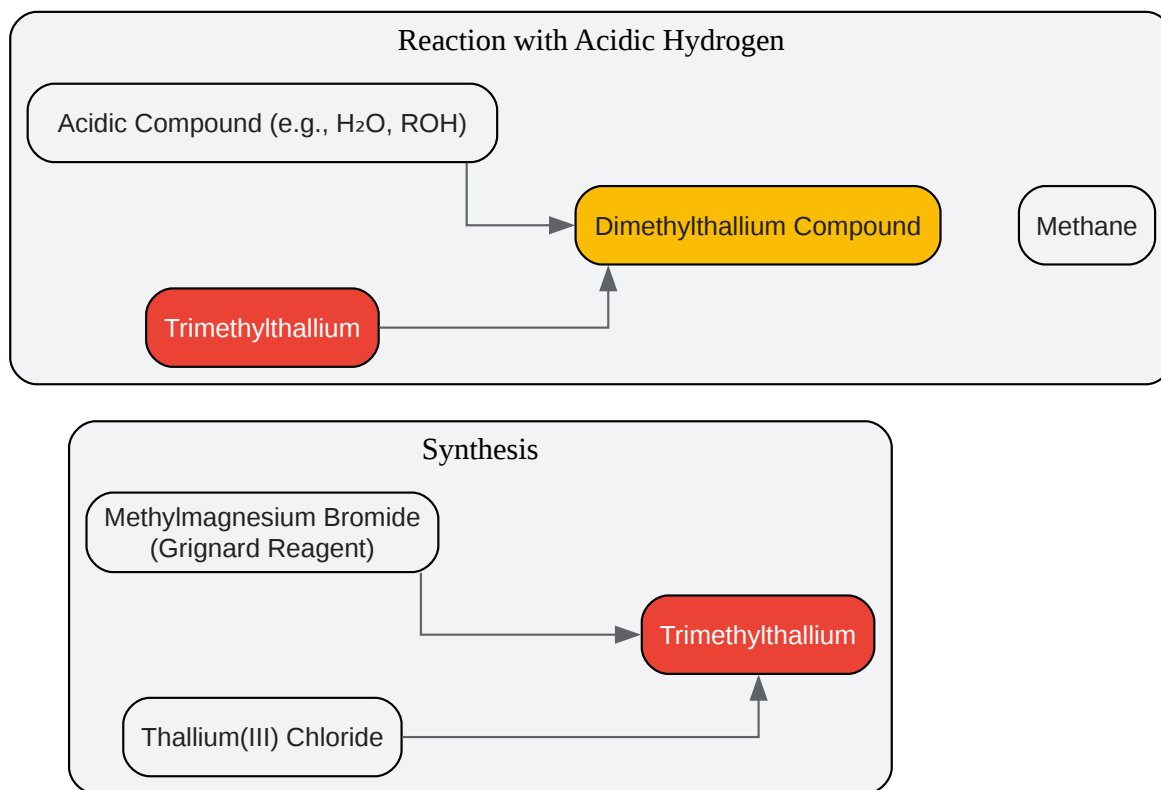 Reaction with Acidic Hydrogen
Acidic Compound (e.g., H₂O, ROH)
Dimethylthallium Compound
Methane
Trimethylthallium
Synthesis
Methylmagnesium Bromide
(Grignard Reagent)
Trimethylthallium
Thallium(III) Chloride